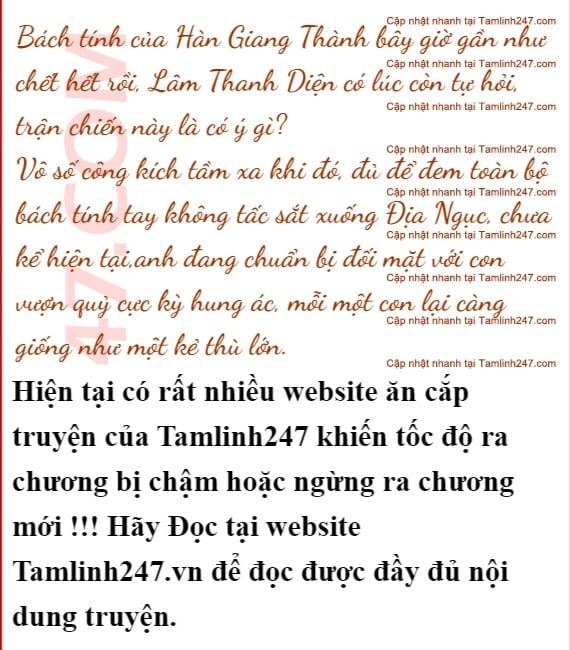 Cập nhật nhanh tại Tamlinh247.com
Bách tính của Hàn Giang Thành bây giờ gần như
Cập nhật nhanh tại Tamlinh247.com
chết hết rồi, Lâm Thanh Diện có lúc còn tự hỏi,
Cập nhật nhanh tại Tamlinh247.com
trận chiến này là có ý gì?
Cập nhật nhanh tại Tamlinh247.com
Vô số công kích tầm xa khi đó, đủ để đem toàn bộ
Cập nhật nhanh tại Tamlinh247.com
bách tính tay không tấc sắt xuống Địa Ngục, chưa
Cập nhật nhanh tại Tamlinh247.com
kể hiện tại,anh đang chuẩn bị đối mặt với con
Cập nhật nhanh tại Tamlinh247.com
vượn quỷ cực kỳ hung ác, mỗi một con lại càng
Cập nhật nhanh tại Tamlinh247.com
giống như một kẻ thù lớn.
Cập nhật nhanh tại Tamlinh247.com
47.COM
Hiện tại có rất nhiều website ăn cắp
truyện của Tamlinh247 khiến tốc độ ra
chương bị chậm hoặc ngừng ra chương
mới !!! Hãy Đọc tại website
Tamlinh247.vn để đọc được đầy đủ nội
dung truyện.